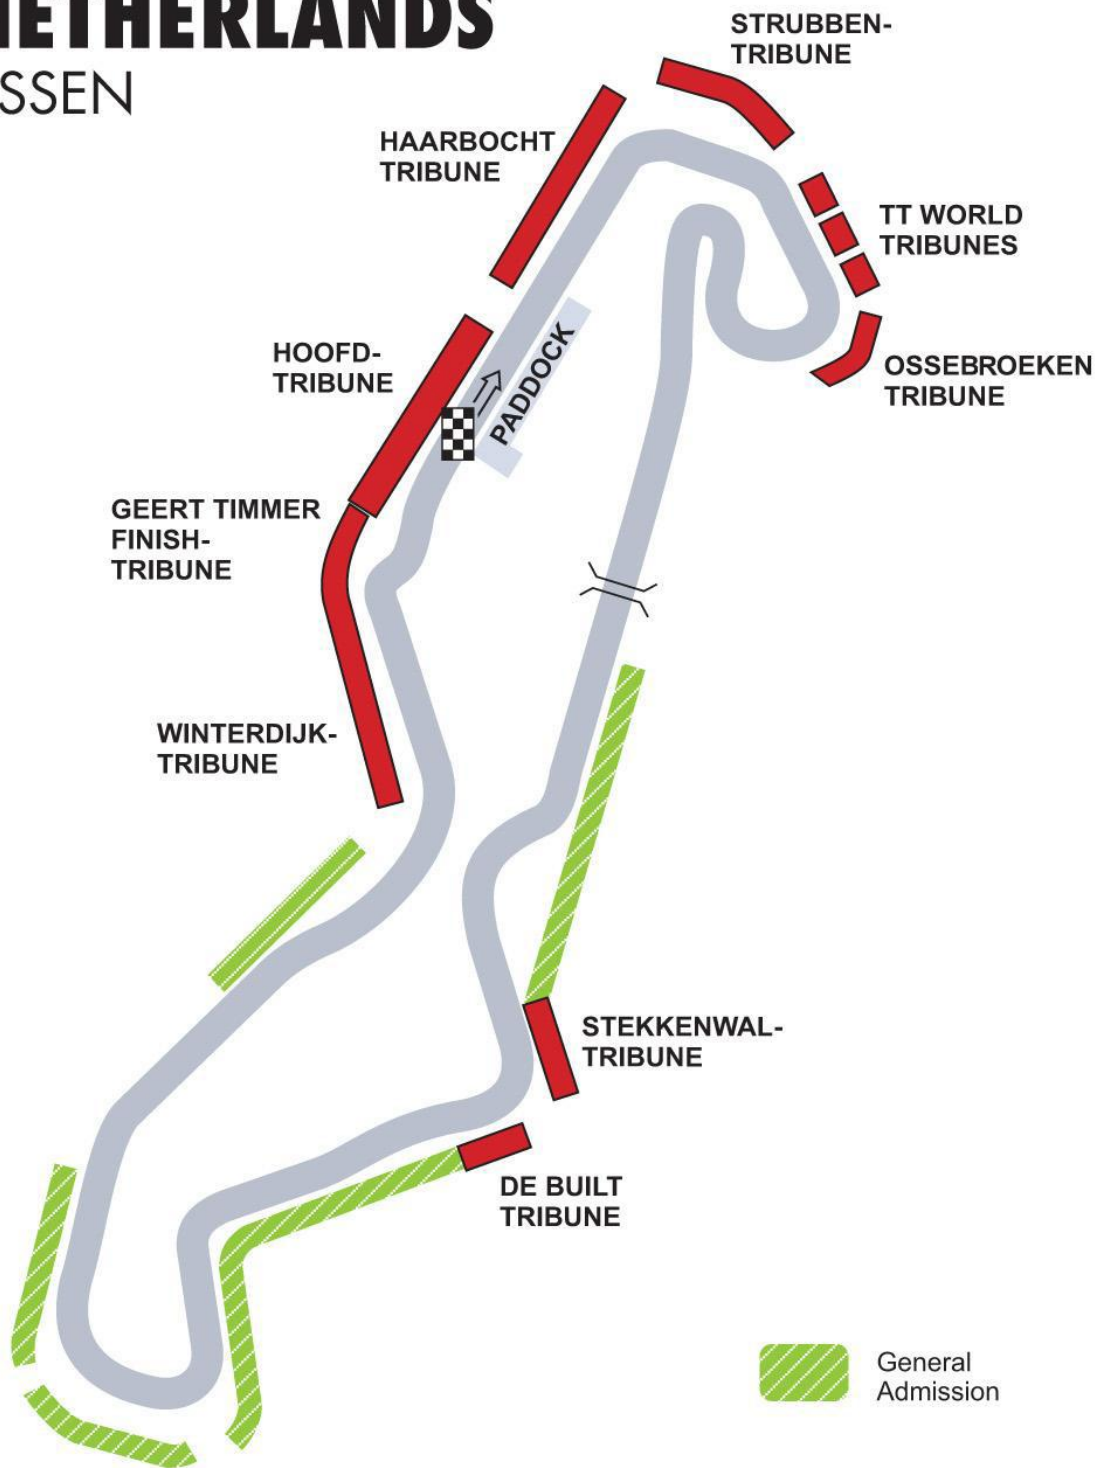 NETHERLANDS
SSEN
STRUBBEN-
TRIBUNE
HAARBOCHT
TRIBUNE
TT WORLD
TRIBUNES
HOOFD-
TRIBUNE
PADDOCK
OSSEBROEKEN
TRIBUNE
GEERT TIMMER
FINISH-
TRIBUNE
WINTERDIJK-
TRIBUNE
STEKKENWAL-
TRIBUNE
DE BUILT
TRIBUNE
General
Admission